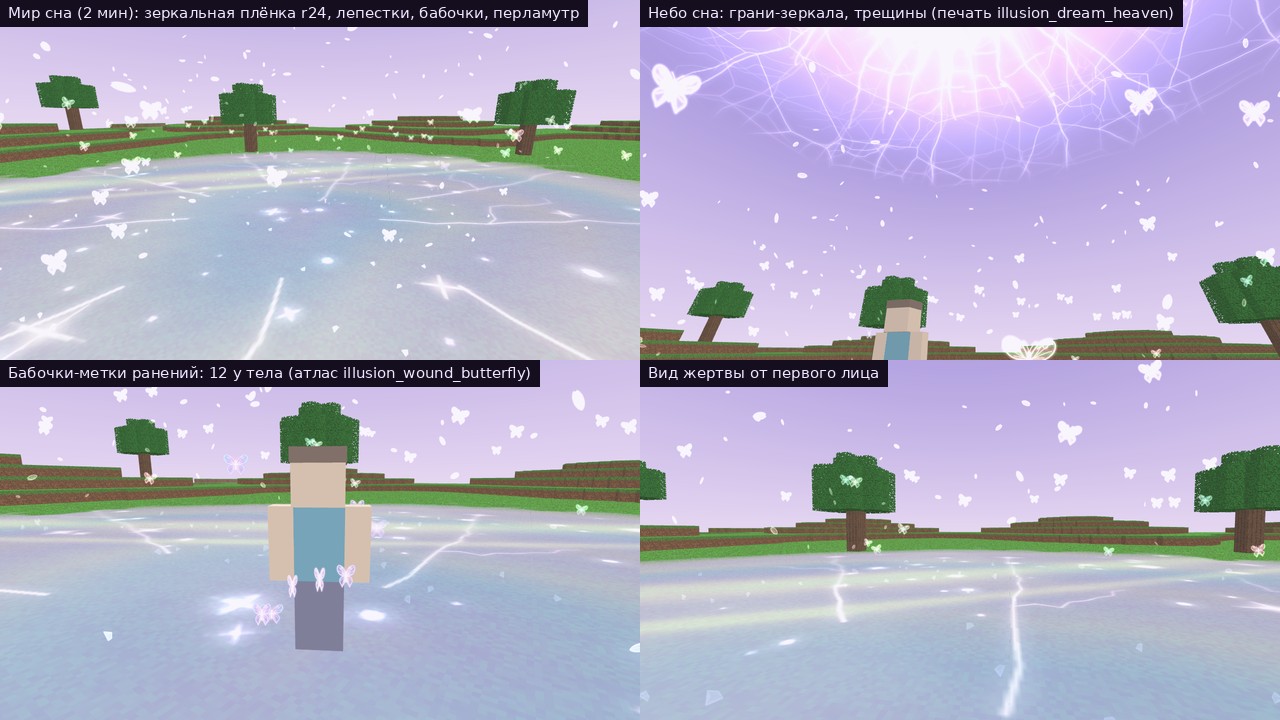 Мир сна (2 мин): зеркальная плёнка r24, лепестки, бабочки, перламутр
Небо сна: грани-зеркала, трещины (печать illusion_dream_heaven)
Бабочки-метки ранений: 12 у тела (атлас illusion_wound_butterfly)
Вид жертвы от первого лица